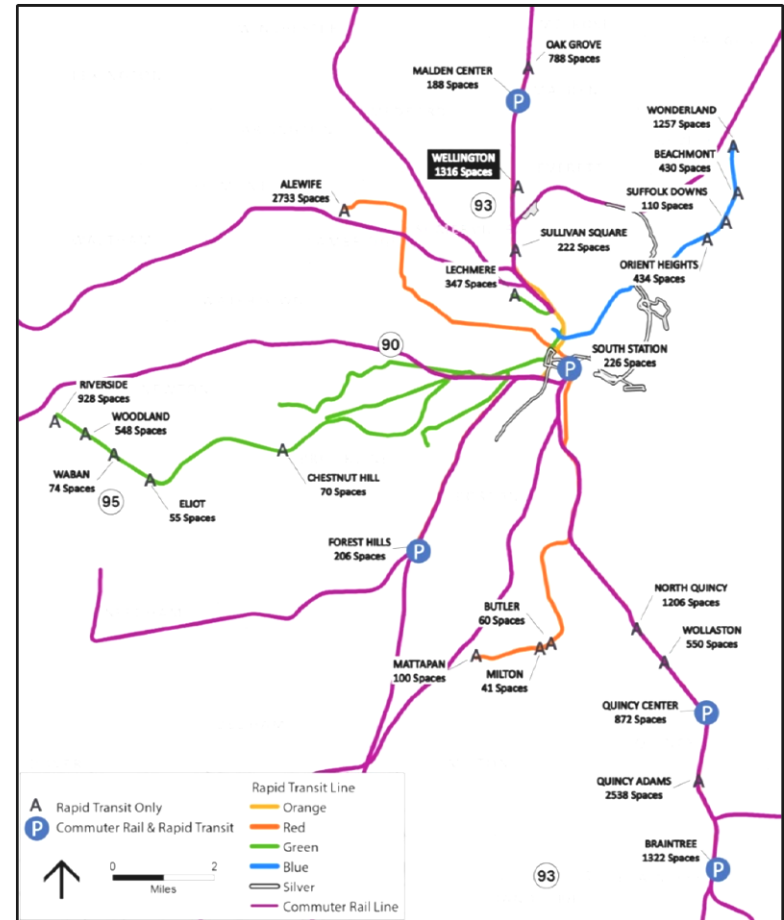 OAK GROVE
788 Spaces
MALDEN CENTER
188 Spaces
P
WONDERLAND
1257 Spaces
BEACHMONT
430 Spaces
WELLINGTON
1316 Spaces
ALEWIFE
2733 Spaces
SUFFOLK DOWNS
110 Spaces
93
SULLIVAN SQUARE
222 Spaces
ORIENT HEIGHTS
434 Spaces
LECHMERE
347 Spaces
90
SOUTH STATION
226 Spaces
P
RIVERSIDE
928 Spaces
WOODLAND
548 Spaces
WABAN
74 Spaces
95
ELIOT
55 Spaces
CHESTNUT HILL
70 Spaces
FOREST HILLS
206 Spaces
P
NORTH QUINCY
1206 Spaces
BUTLER
60 Spaces
WOLLASTON
550 Spaces
MATTAPAN
100 Spaces
MILTON
41 Spaces
QUINCY CENTER
872 Spaces
P
QUINCY ADAMS
2538 Spaces
BRAINTREE
1322 Spaces
P
93
A Rapid Transit Only
P Commuter Rail & Rapid Transit
0 2
Miles
Rapid Transit Line
Orange
Red
Green
Blue
Silver
Commuter Rail Line